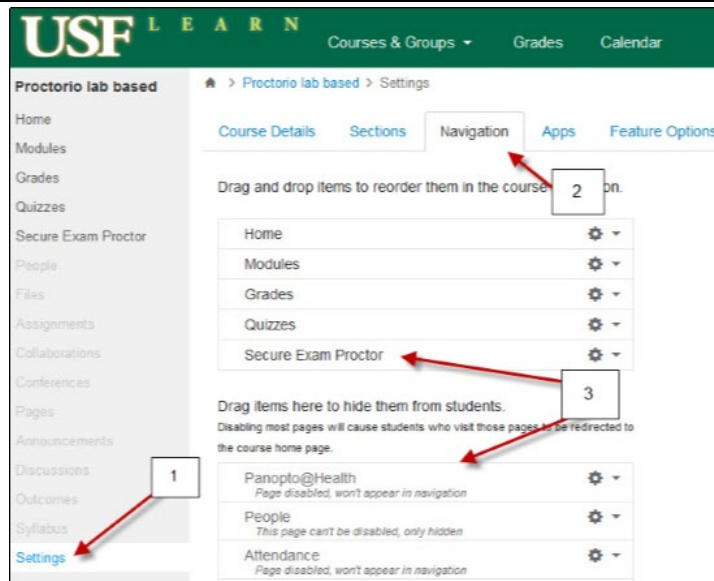 USF LEARN
Courses & Groups
Grades
Calendar
Proctorio lab based
Home
Modules
Grades
Quizzes
Secure Exam Proctor
People
Files
Assignments
Collaborations
Conferences
Pages
Announcements
Discussions
Outcomes
Syllabus
Settings
1
> Proctorio lab based > Settings
Course Details
Sections
Navigation
Apps
Feature Options
2
Drag and drop items to reorder them in the course on.
Home
Modules
Grades
Quizzes
Secure Exam Proctor
3
Drag items here to hide them from students.
Disabling most pages will cause students who visit those pages to be redirected to
the course home page.
Panopto@Health
Page disabled, won't appear in navigation
People
This page can't be disabled, only hidden
Attendance
Page disabled, won't appear in navigation